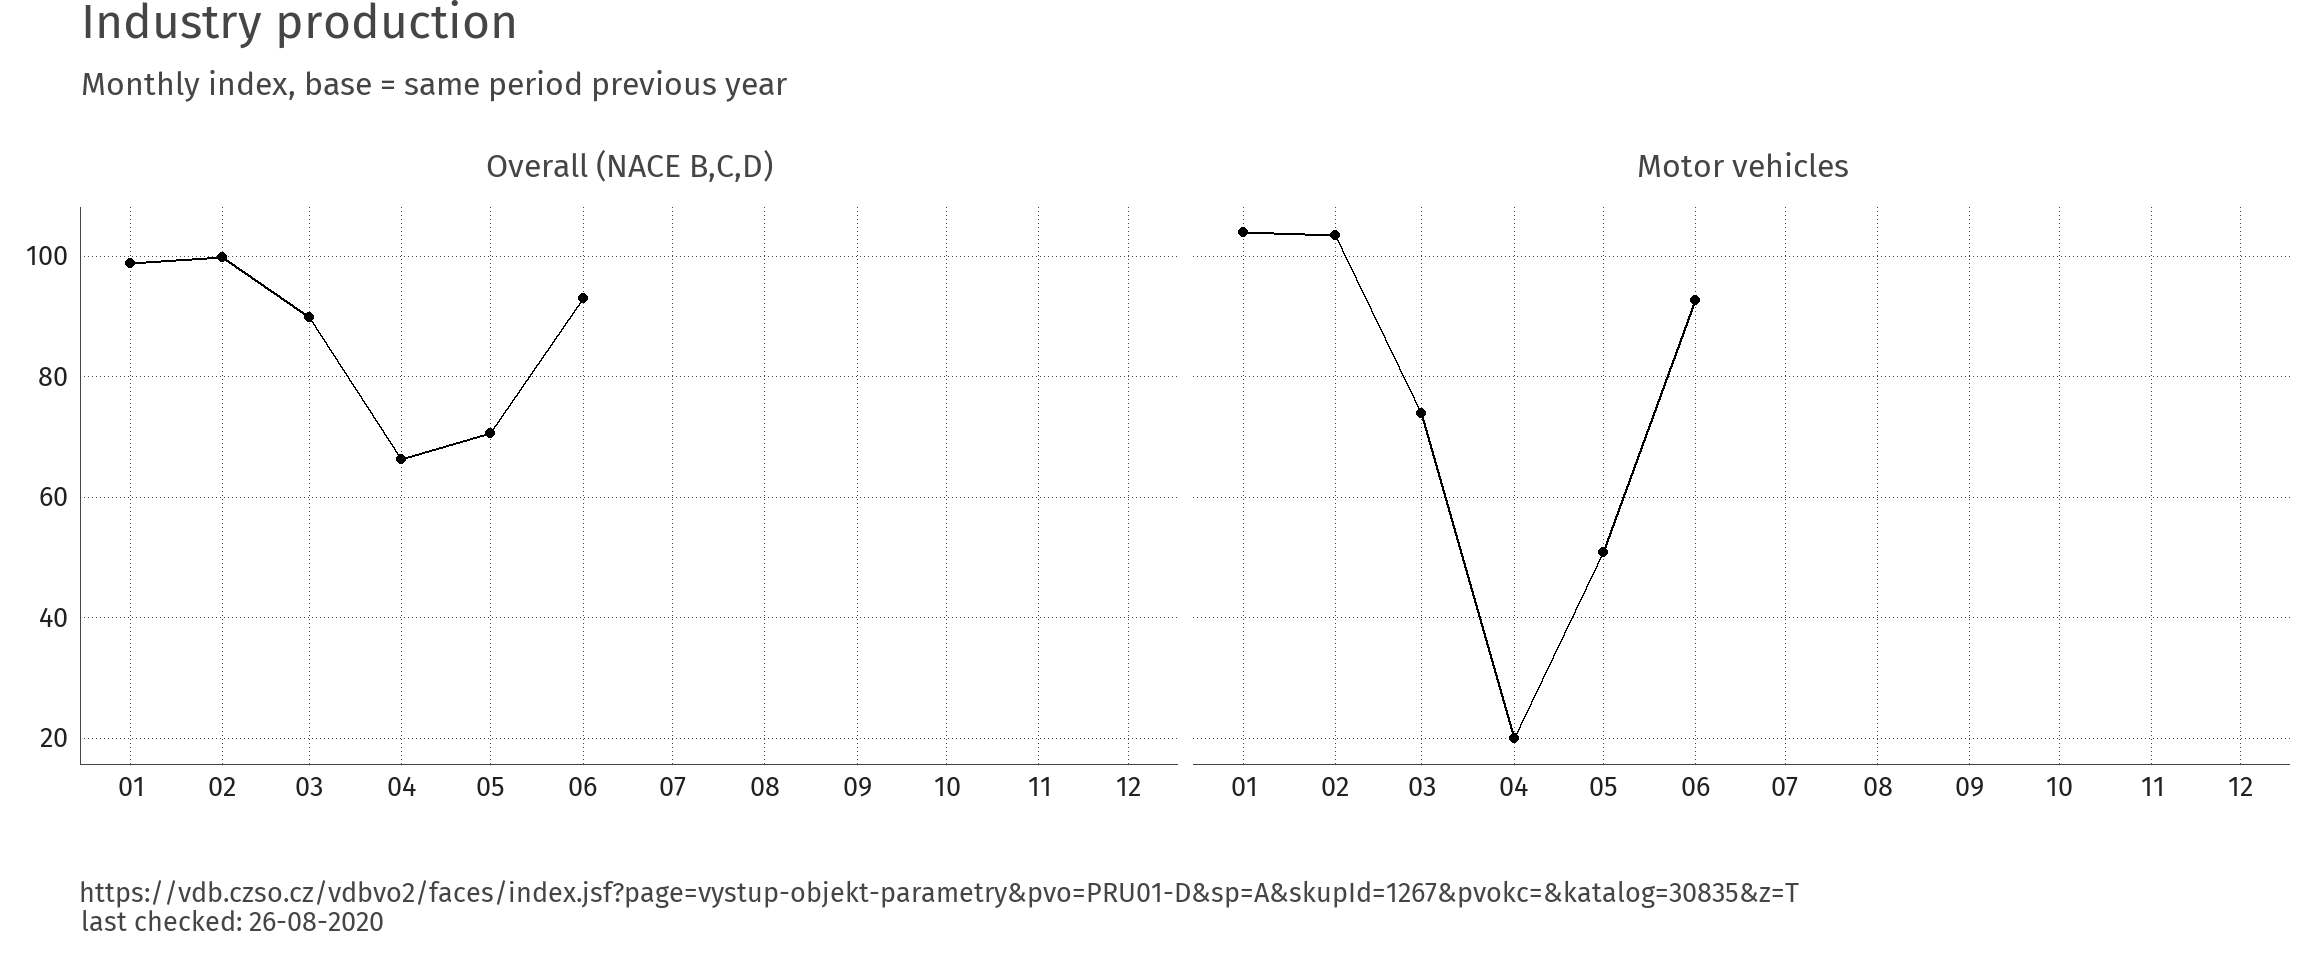 Industry production
Monthly index, base = same period previous year
Overall (NACE B,C,D)
Motor vehicles
100
80
60
40
20
01 02 03 04 05 06 07 08 09 10 11 12
01 02 03 04 05 06 07 08 09 10 11 12
https://vdb.czso.cz/vdbvo2/faces/index.jsf?page=vystup-objekt-parametry&pvo=PRU01-D&sp=A&skupId=1267&pvokc=&katalog=30835&z=T
last checked: 26-08-2020